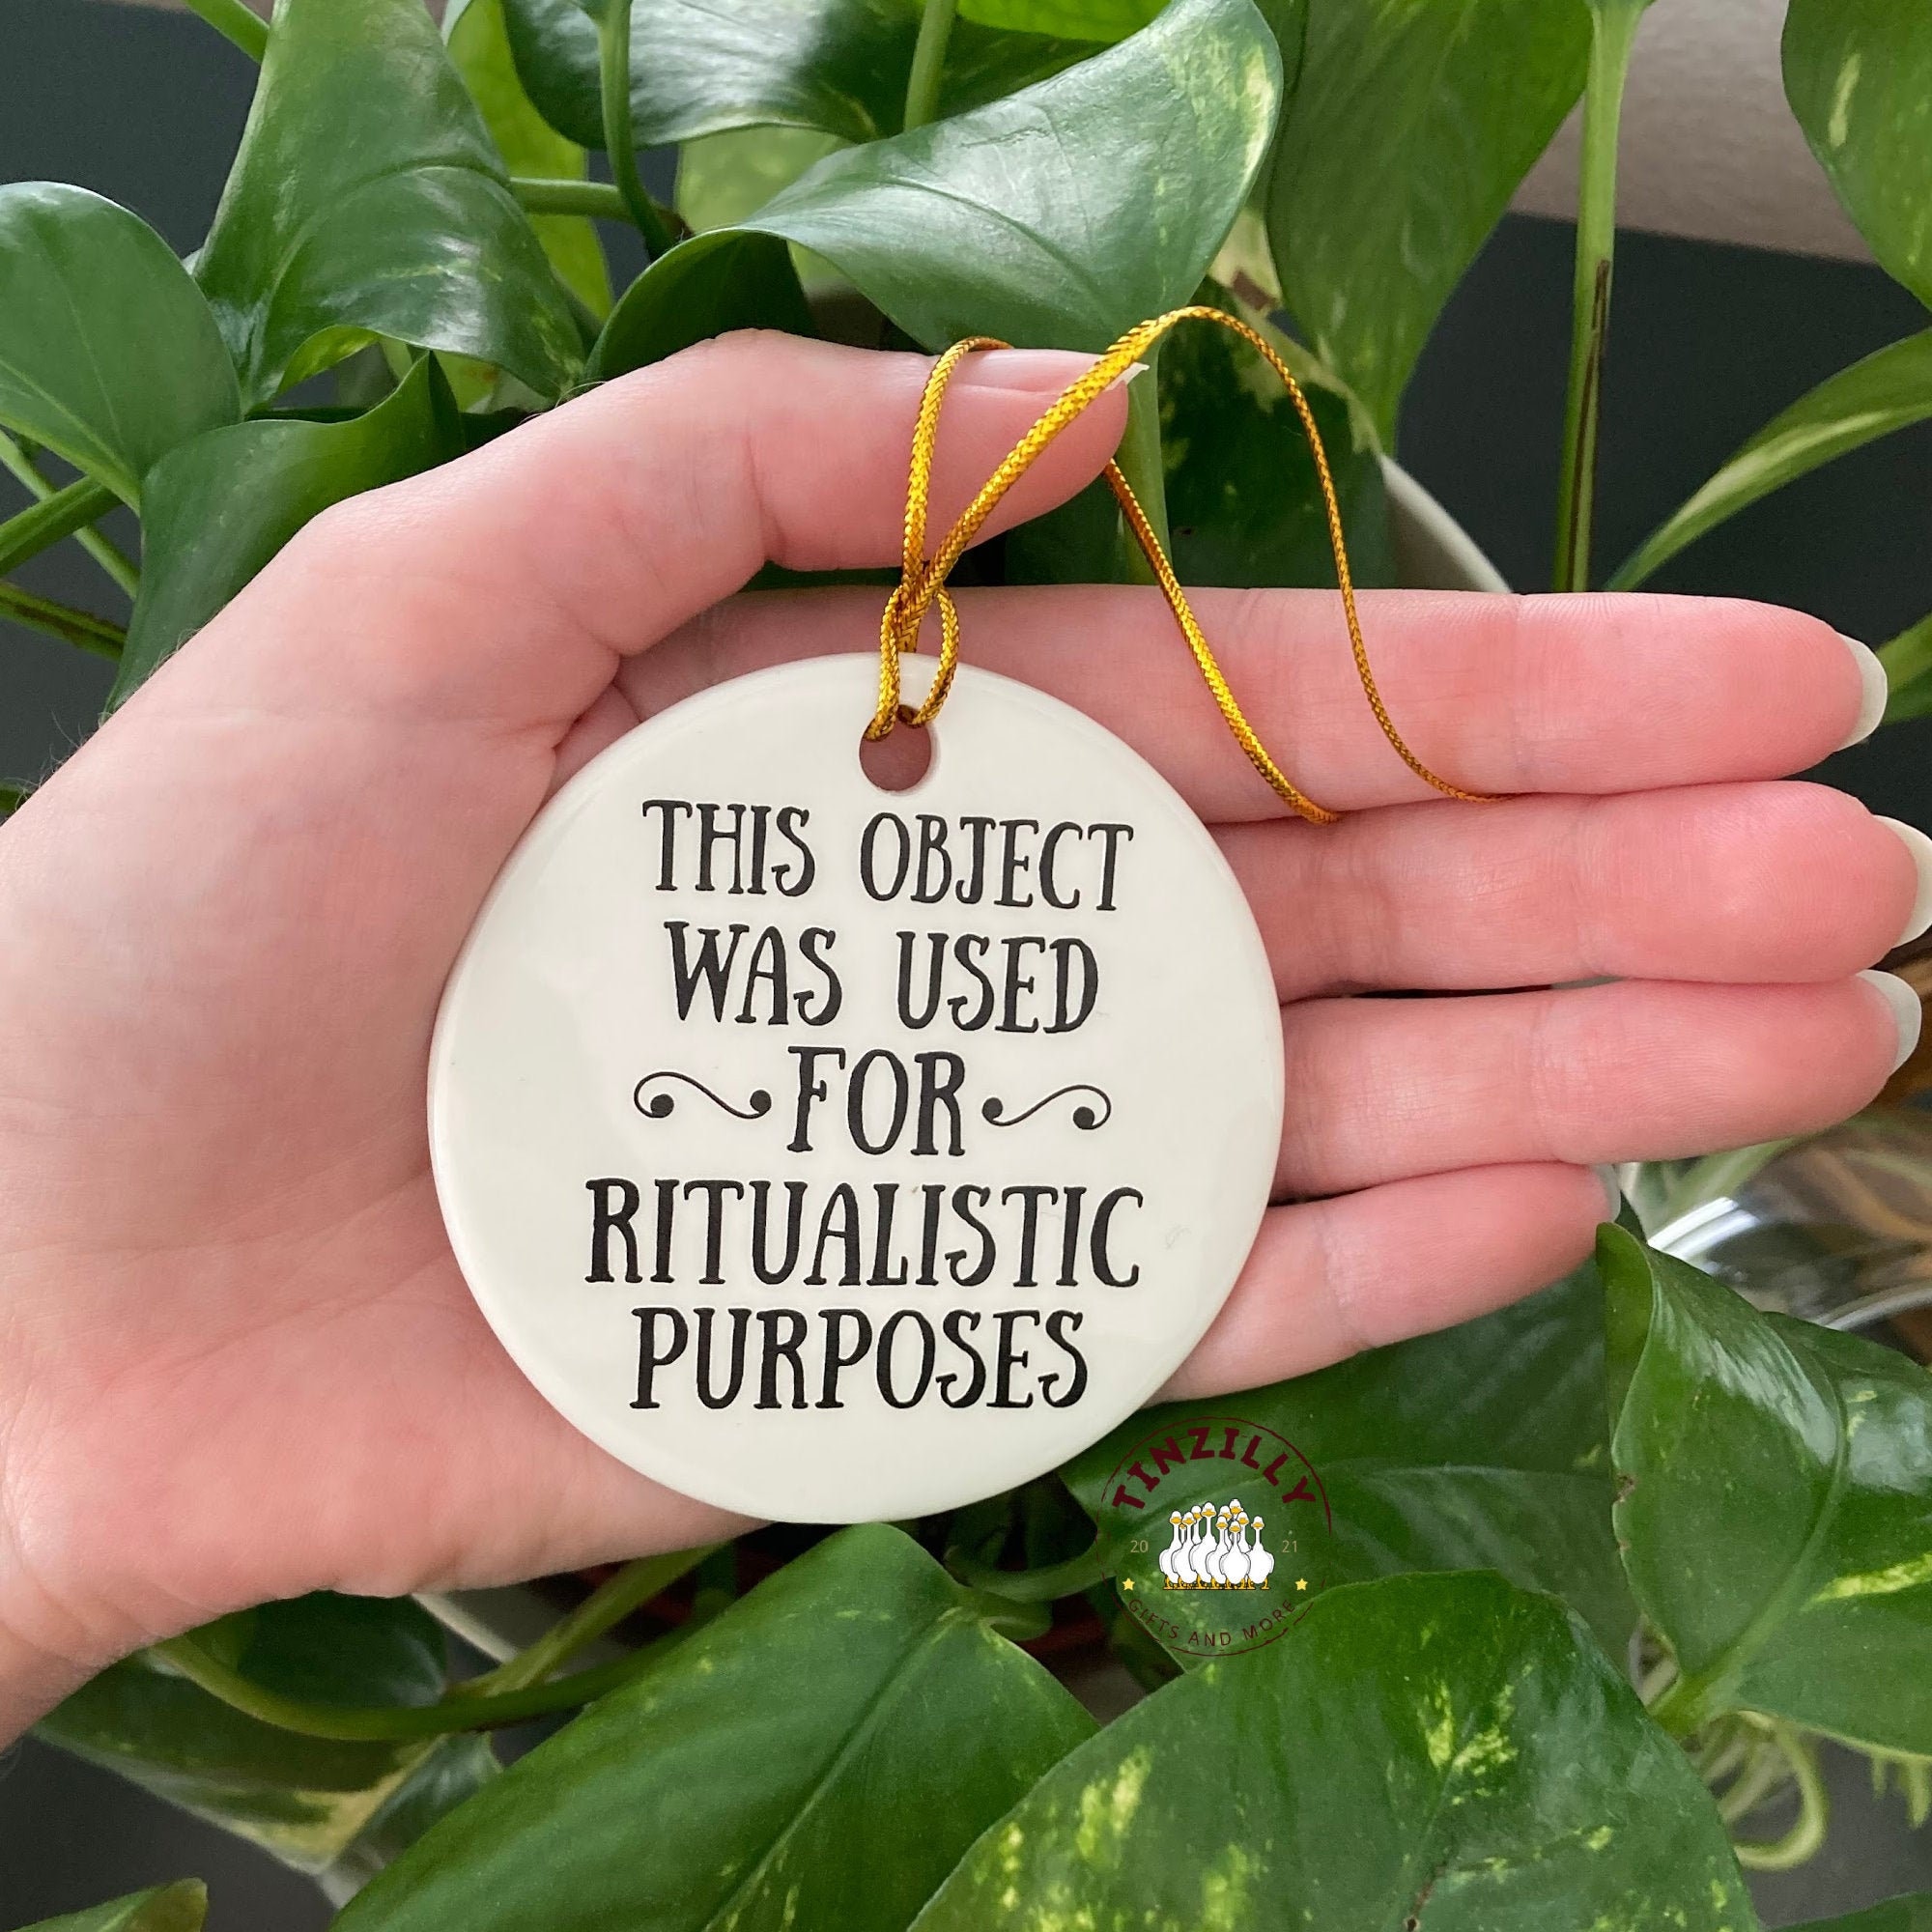 THIS OBJECT
WAS USED
FOR
RITUALISTIC
PURPOSES
TINZILLY
20 21
GIFTS AND MORE